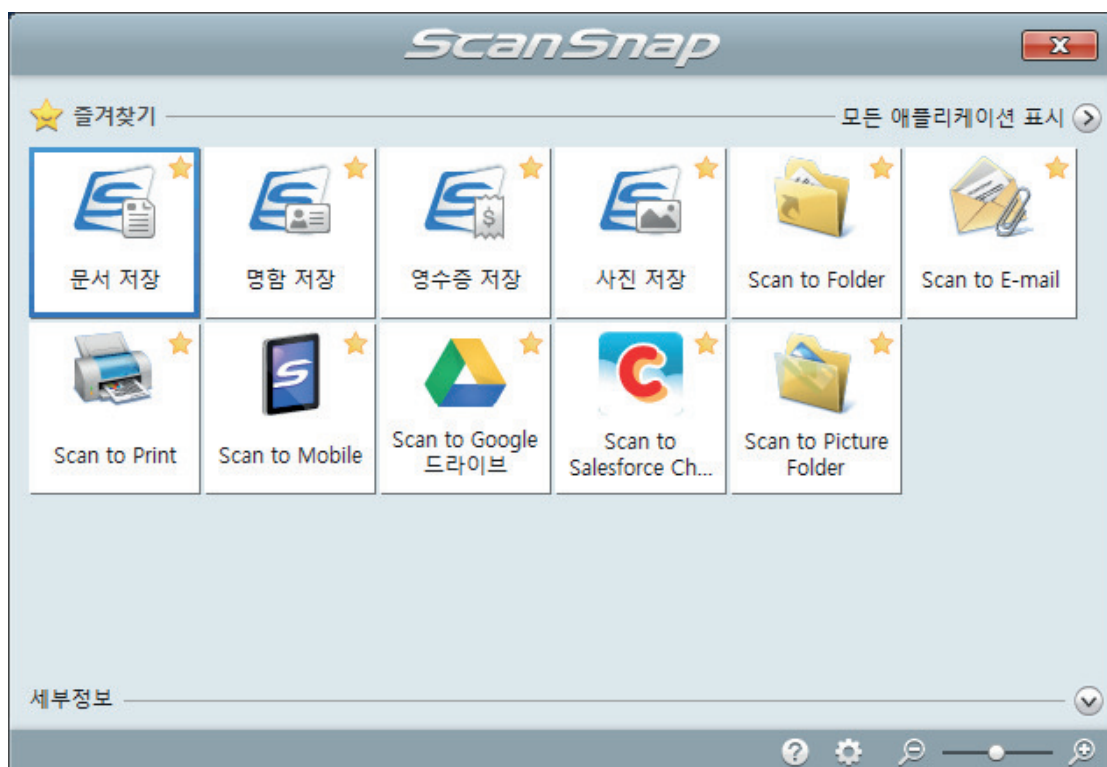 ScanSnap
즐겨찾기
모든 애플리케이션 표시
문서 저장
명함 저장
영수증 저장
$
사진 저장
Scan to Folder
Scan to E-mail
Scan to Print
S
Scan to Mobile
Scan to Google
드라이브
C
Scan to
Salesforce Ch...
Scan to Picture
Folder
세부정보
?